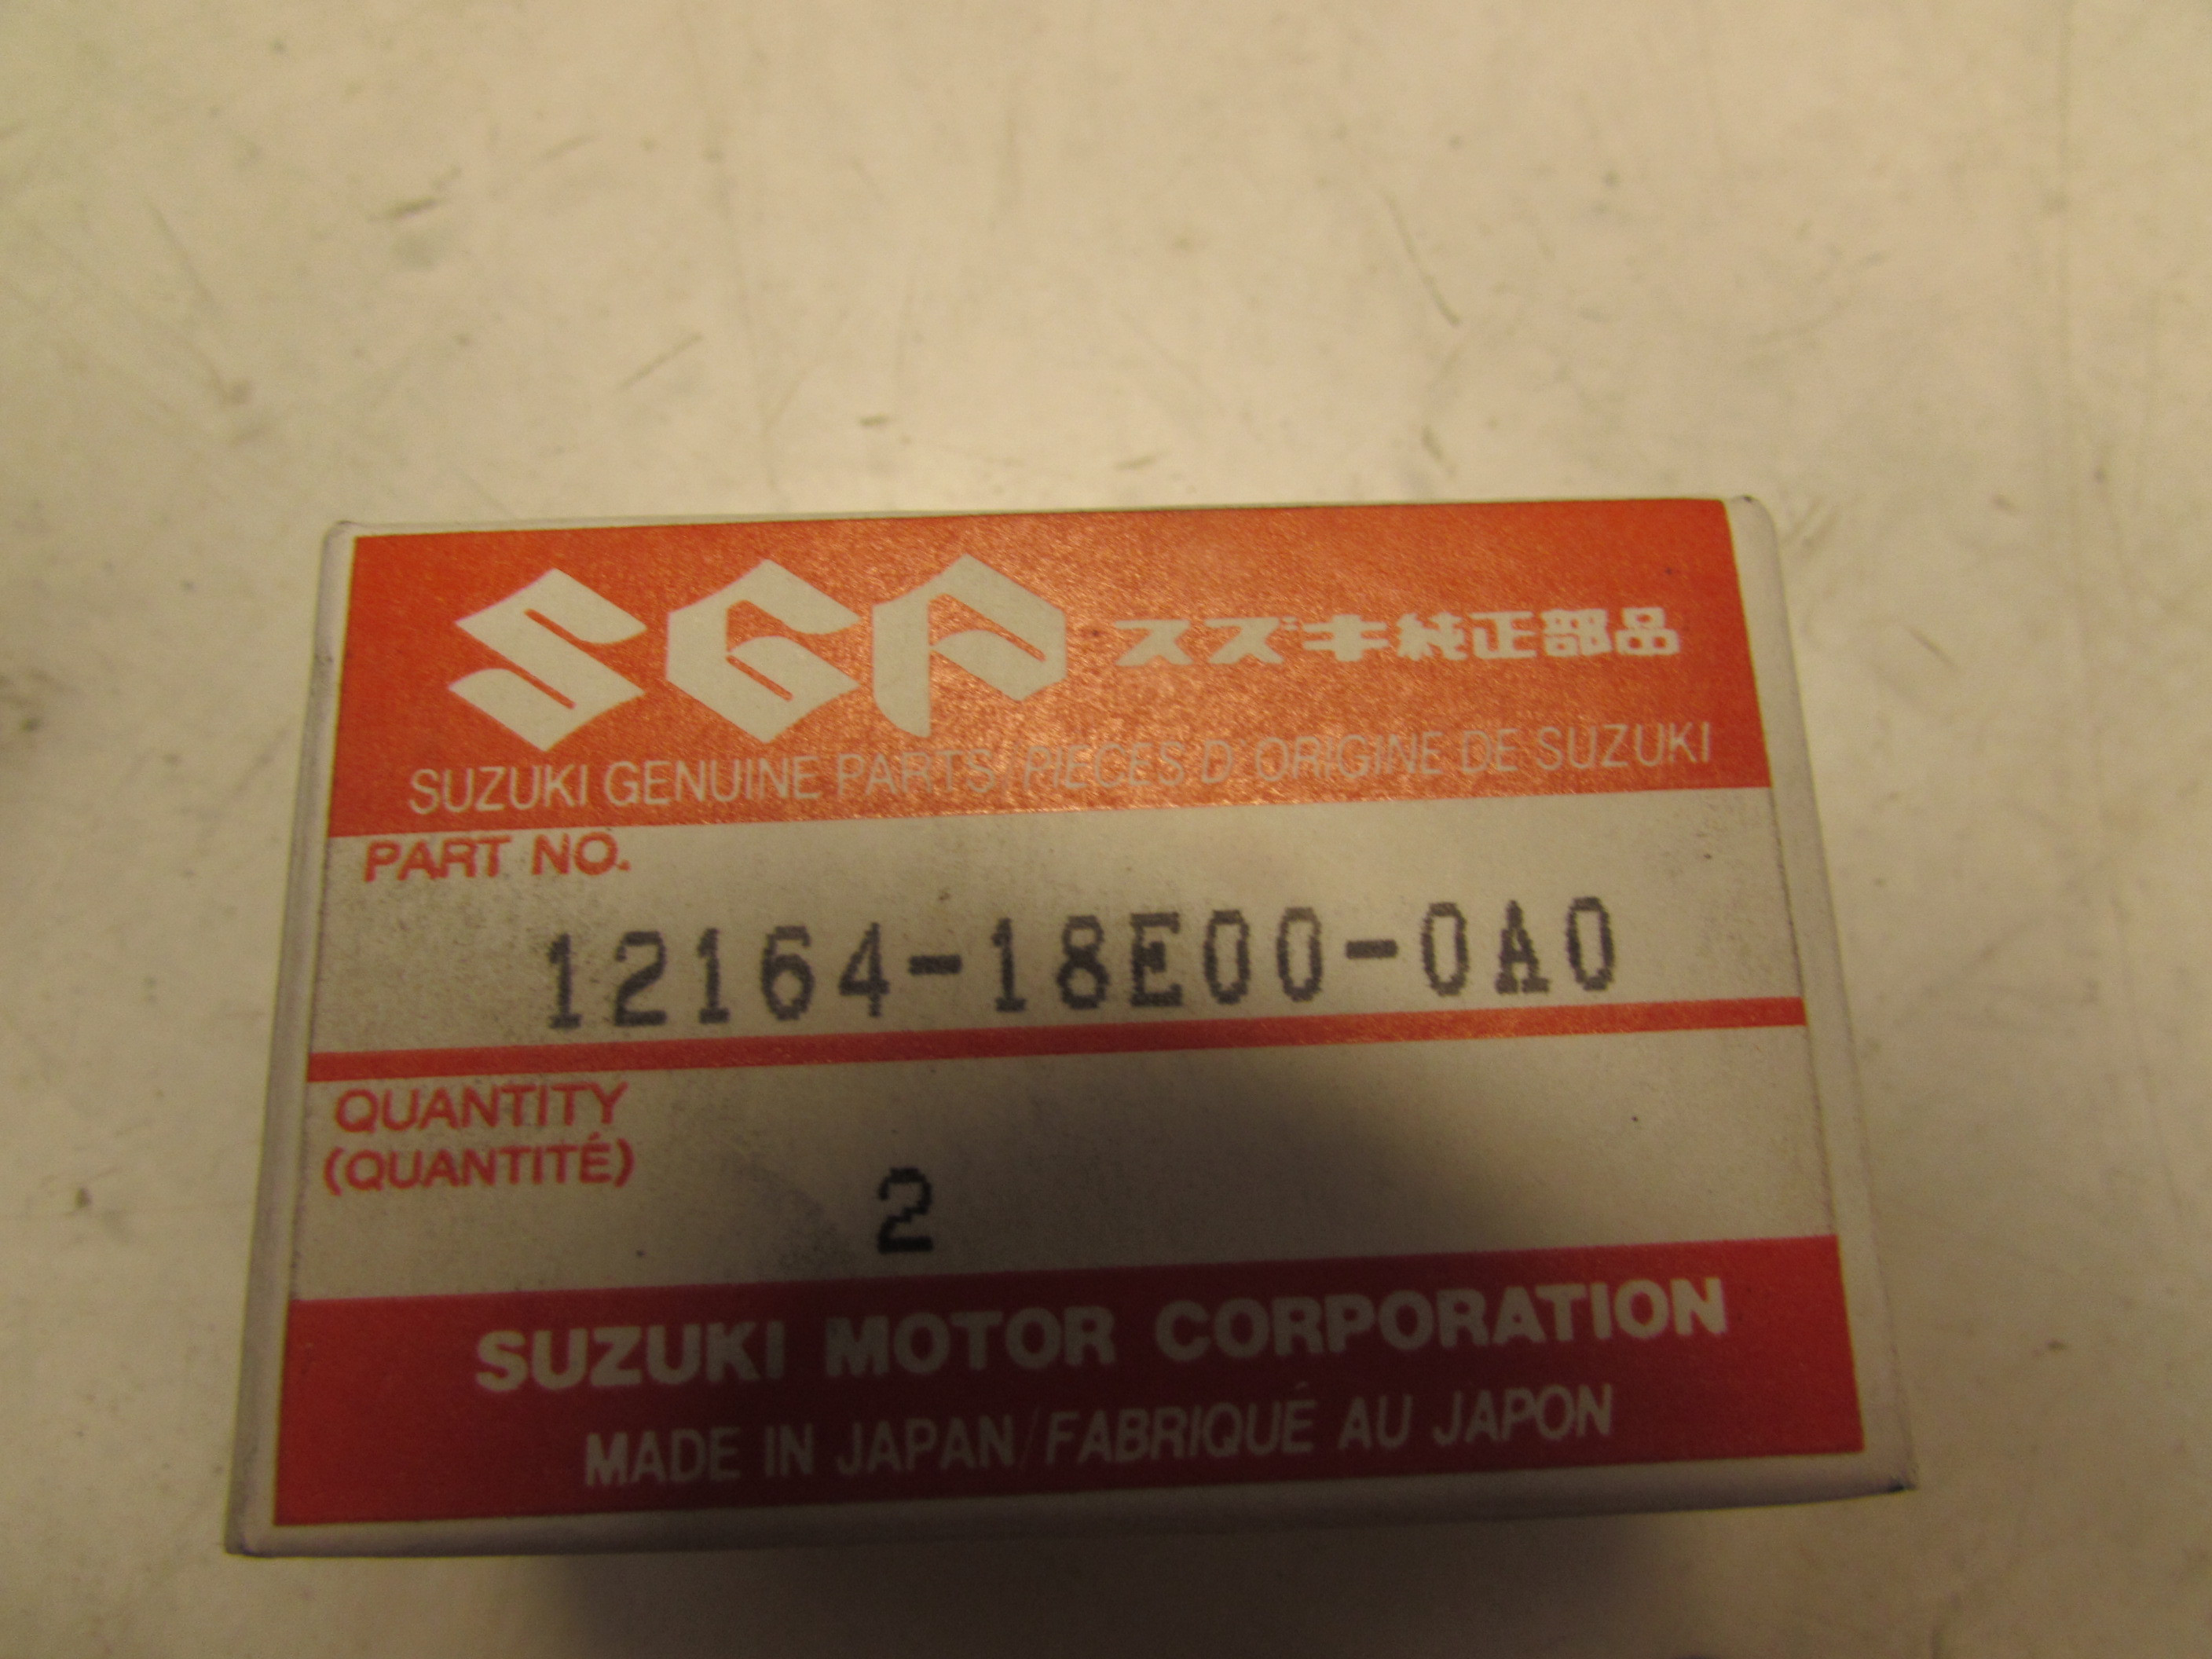 SGP スズキ純正部品
SUZUKI GENUINE PARTS/PIECES D'ORIGINE DE SUZUKI
PART NO.
12164-18E00-0A0
QUANTITY
(QUANTITÉ)
2
SUZUKI MOTOR CORPORATION
MADE IN JAPAN/FABRIQUÉ AU JAPON